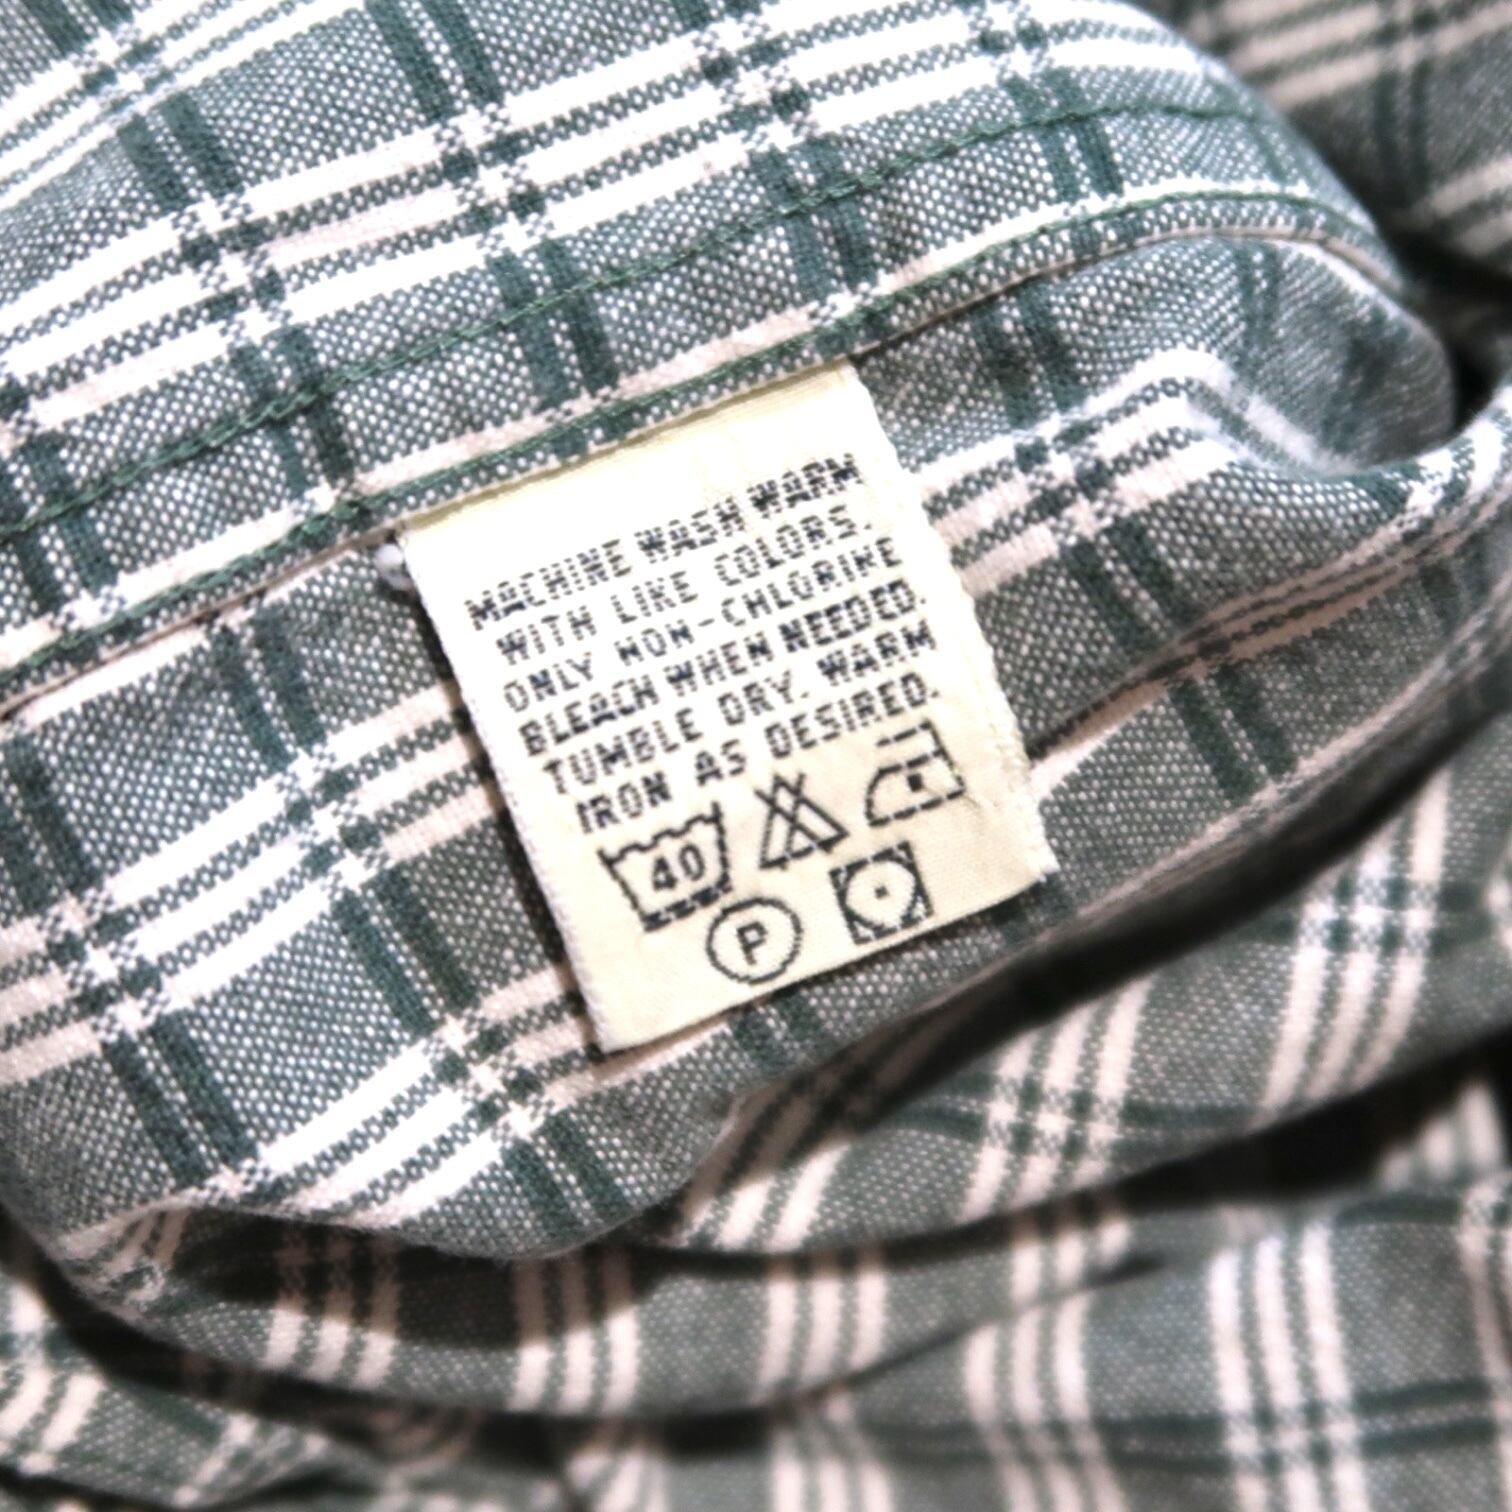 MACHINE WASH WARM
WITH LIKE COLORS.
ONLY NON-CHLORINE
BLEACH WHEN NEEDED.
TUMBLE DRY. WARM
IRON AS DESIRED.
40
P